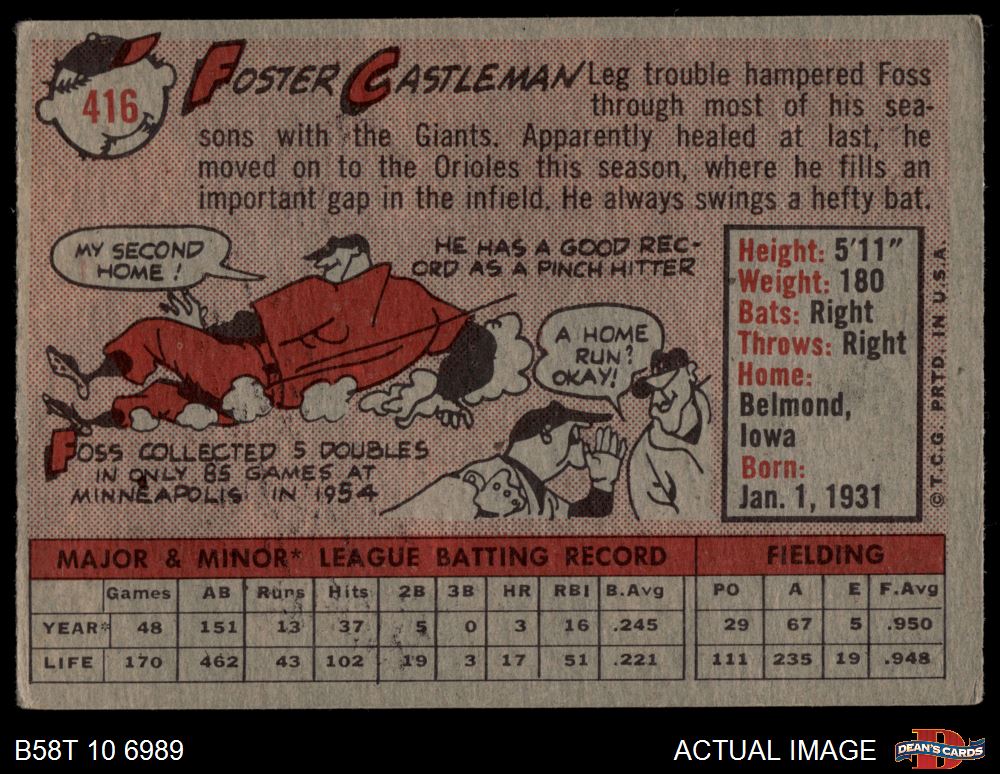 416
FOSTER CASTLEMAN Leg trouble hampered Foss
through most of his sea-
sons with the Giants. Apparently healed at last, he
moved on to the Orioles this season, where he fills an
important gap in the infield. He always swings a hefty bat.
MY SECOND
HOME!
HE HAS A GOOD REC-
ORD AS A PINCH HITTER
A HOME
RUN?
OKAY!
FOSS COLLECTED 5 DOUBLES
IN ONLY 85 GAMES AT
MINNEAPOLIS IN 1954
Height: 5'11"
Weight: 180
Bats: Right
Throws: Right
Home:
Belmond,
Iowa
Born:
Jan. 1, 1931
© T.C.G. PRTD. IN U.S.A.
MAJOR & MINOR* LEAGUE BATTING RECORD FIELDING
Games AB Runs Hits 2B 3B HR RBI B.Avg PO A E F.Avg
YEAR* 48 151 13 37 5 0 3 16 .245 29 67 5 .950
LIFE 170 462 43 102 19 3 17 51 .221 111 235 19 .948
B58T 10 6989
ACTUAL IMAGE
D
DEAN'S CARDS